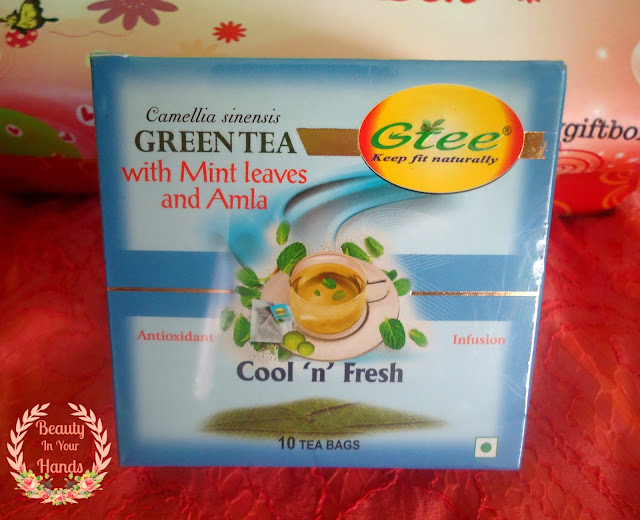 giftbox
Camellia sinensis
GREEN TEA
with Mint leaves
and Amla
Gtee®
Keep fit naturally
Antioxidant
Infusion
Cool 'n' Fresh
10 TEA BAGS
Beauty
In Your
Hands